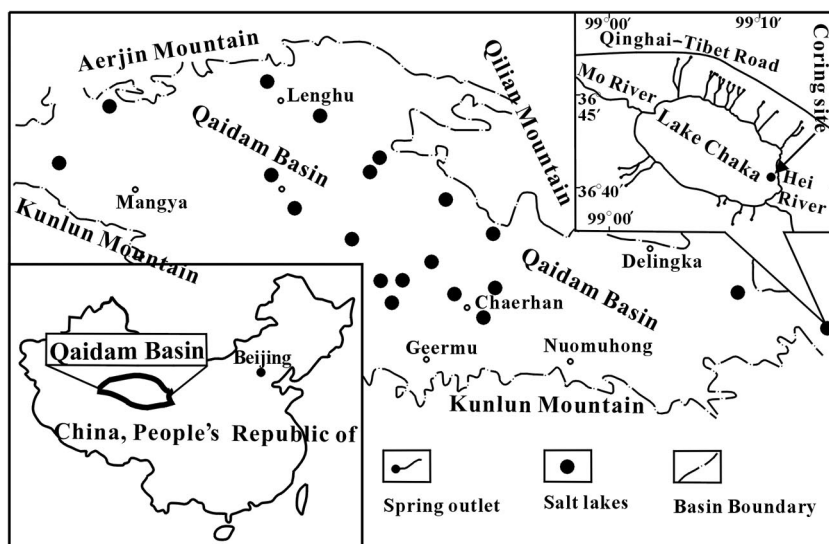 Aerjin Mountain
Lenghu
Qaidam Basin
Qilian Mountain
Mangya
Kunlun Mountain
Qaidam Basin
Delingka
Chaerhan
Geermu
Nuomuhong
Kunlun Mountain
99°00′
99°10′
Qinghai-Tibet Road
Coring site
Mo River
36°
45′
Lake Chaka
Hei
River
36°40′
99°00′
Qaidam Basin
Beijing
China, People's Republic of
Spring outlet
Salt lakes
Basin Boundary